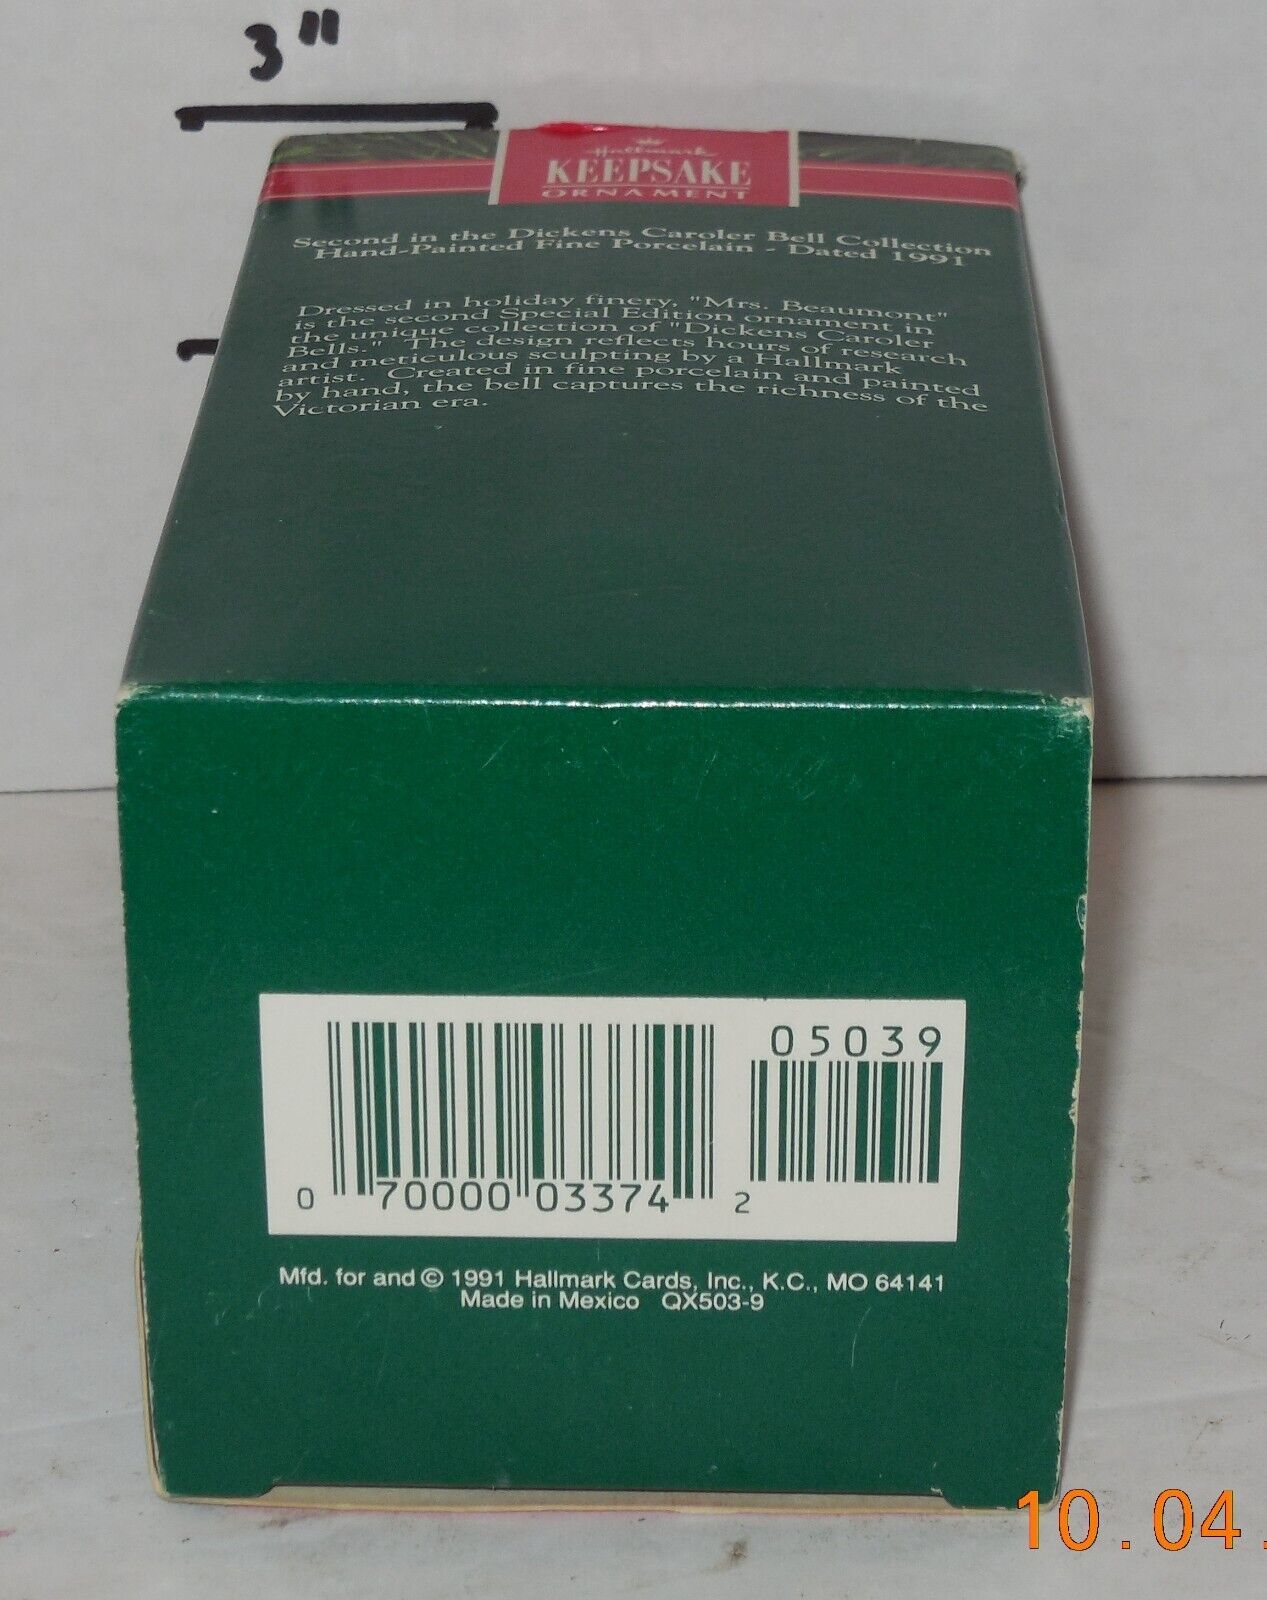 3"
Hallmark
KEEPSAKE
ORNAMENT
Second in the Dickens Caroler Bell Collection
Hand-Painted Fine Porcelain - Dated 1991
Dressed in holiday finery, "Mrs. Beaumont"
is the second Special Edition ornament in
the unique collection of "Dickens Caroler
Bells." The design reflects hours of research
and meticulous sculpting by a Hallmark
artist. Created in fine porcelain and painted
by hand, the bell captures the richness of the
Victorian era.
05039
0 70000 03374 2
Mfd. for and © 1991 Hallmark Cards, Inc., K.C., MO 64141
Made in Mexico QX503-9
10.04.